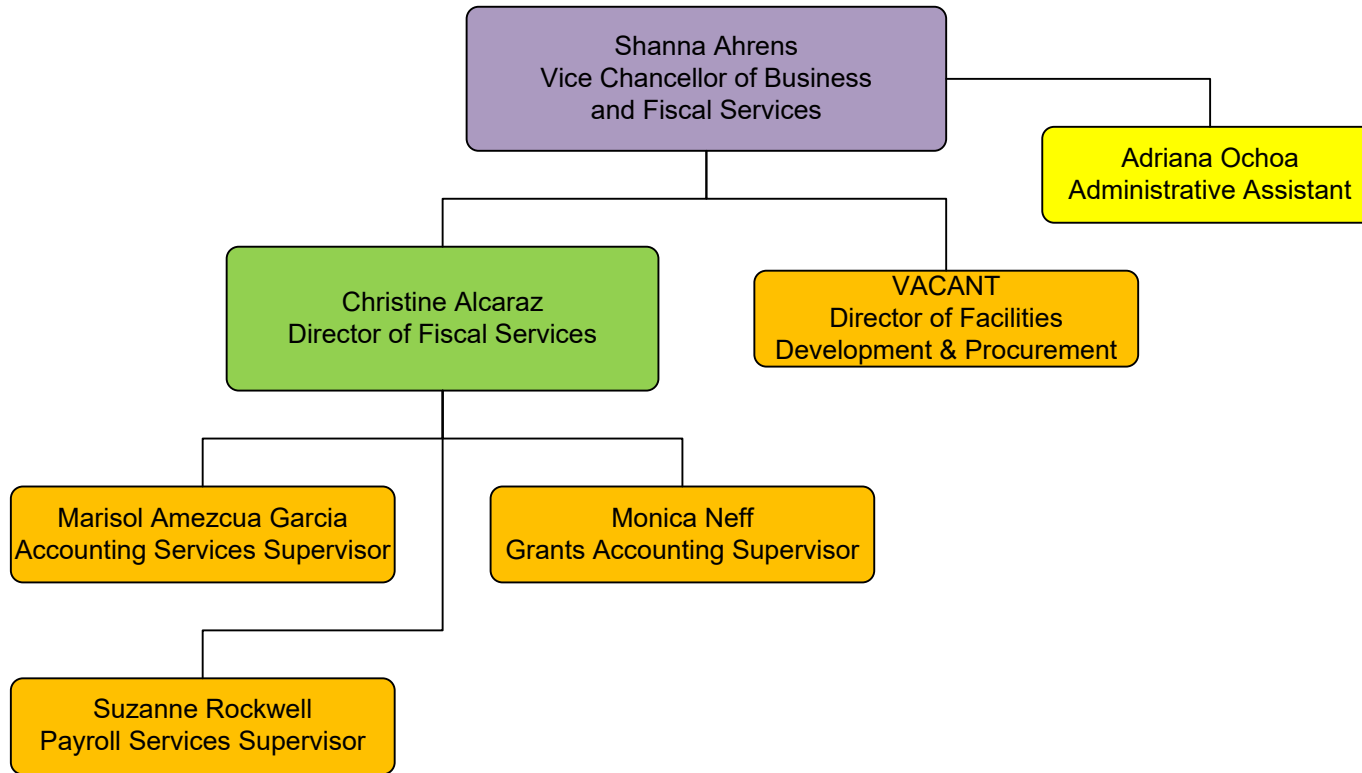 Shanna Ahrens
Vice Chancellor of Business
and Fiscal Services
Adriana Ochoa
Administrative Assistant
Christine Alcaraz
Director of Fiscal Services
VACANT
Director of Facilities
Development & Procurement
Marisol Amezcua Garcia
Accounting Services Supervisor
Monica Neff
Grants Accounting Supervisor
Suzanne Rockwell
Payroll Services Supervisor